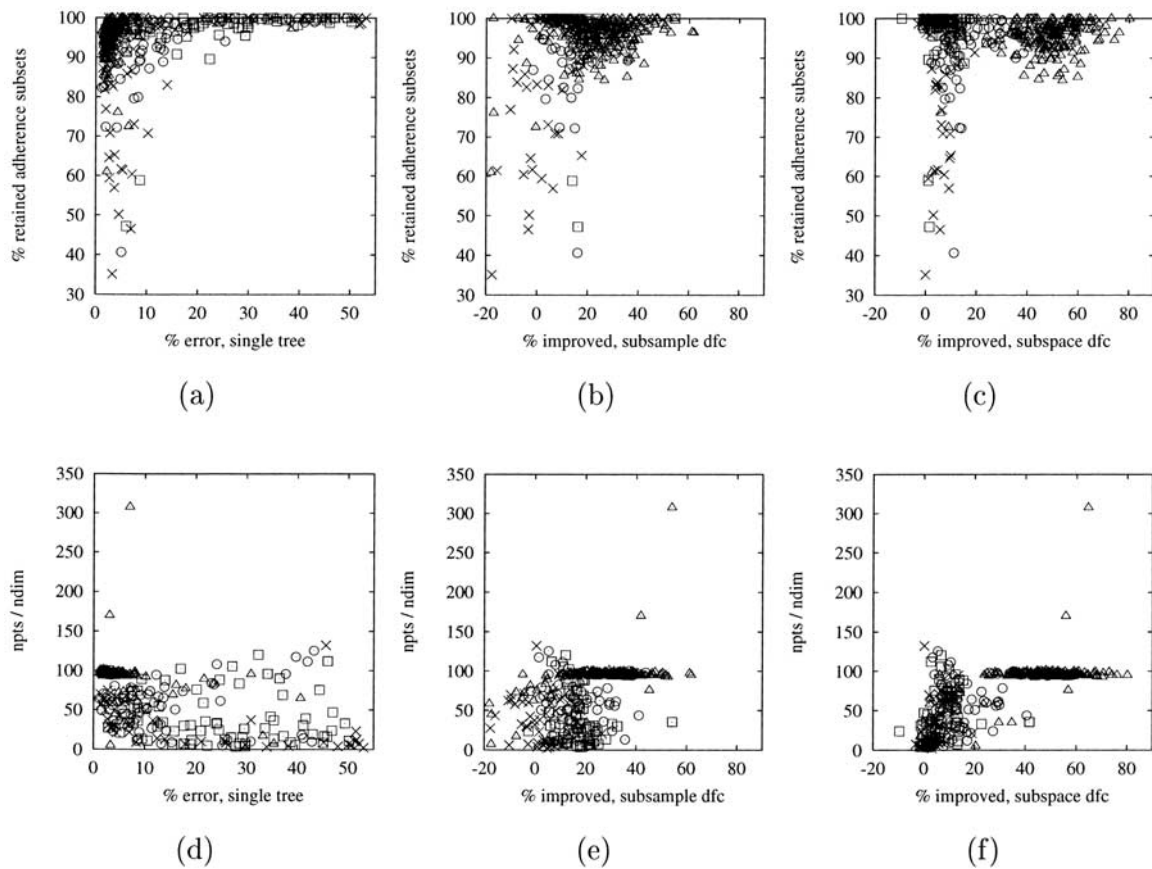 100
90
80
70
60
50
40
30
% retained adherence subsets
0 10 20 30 40 50
% error, single tree
(a)
100
90
80
70
60
50
40
30
% retained adherence subsets
-20 0 20 40 60 80
% improved, subsample dfc
(b)
100
90
80
70
60
50
40
30
% retained adherence subsets
-20 0 20 40 60 80
% improved, subspace dfc
(c)
350
300
250
200
150
100
50
0
npts / ndim
0 10 20 30 40 50
% error, single tree
(d)
350
300
250
200
150
100
50
0
npts / ndim
-20 0 20 40 60 80
% improved, subsample dfc
(e)
350
300
250
200
150
100
50
0
npts / ndim
-20 0 20 40 60 80
% improved, subspace dfc
(f)